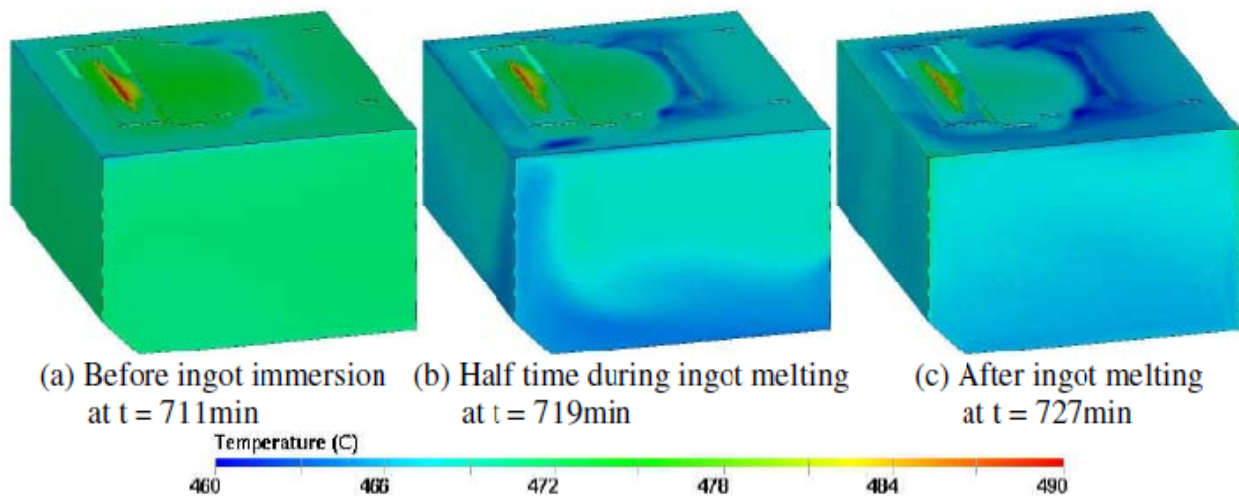 (a) Before ingot immersion
at t = 711min
(b) Half time during ingot melting
at t = 719min
(c) After ingot melting
at t = 727min
Temperature (C)
460 466 472 478 484 490